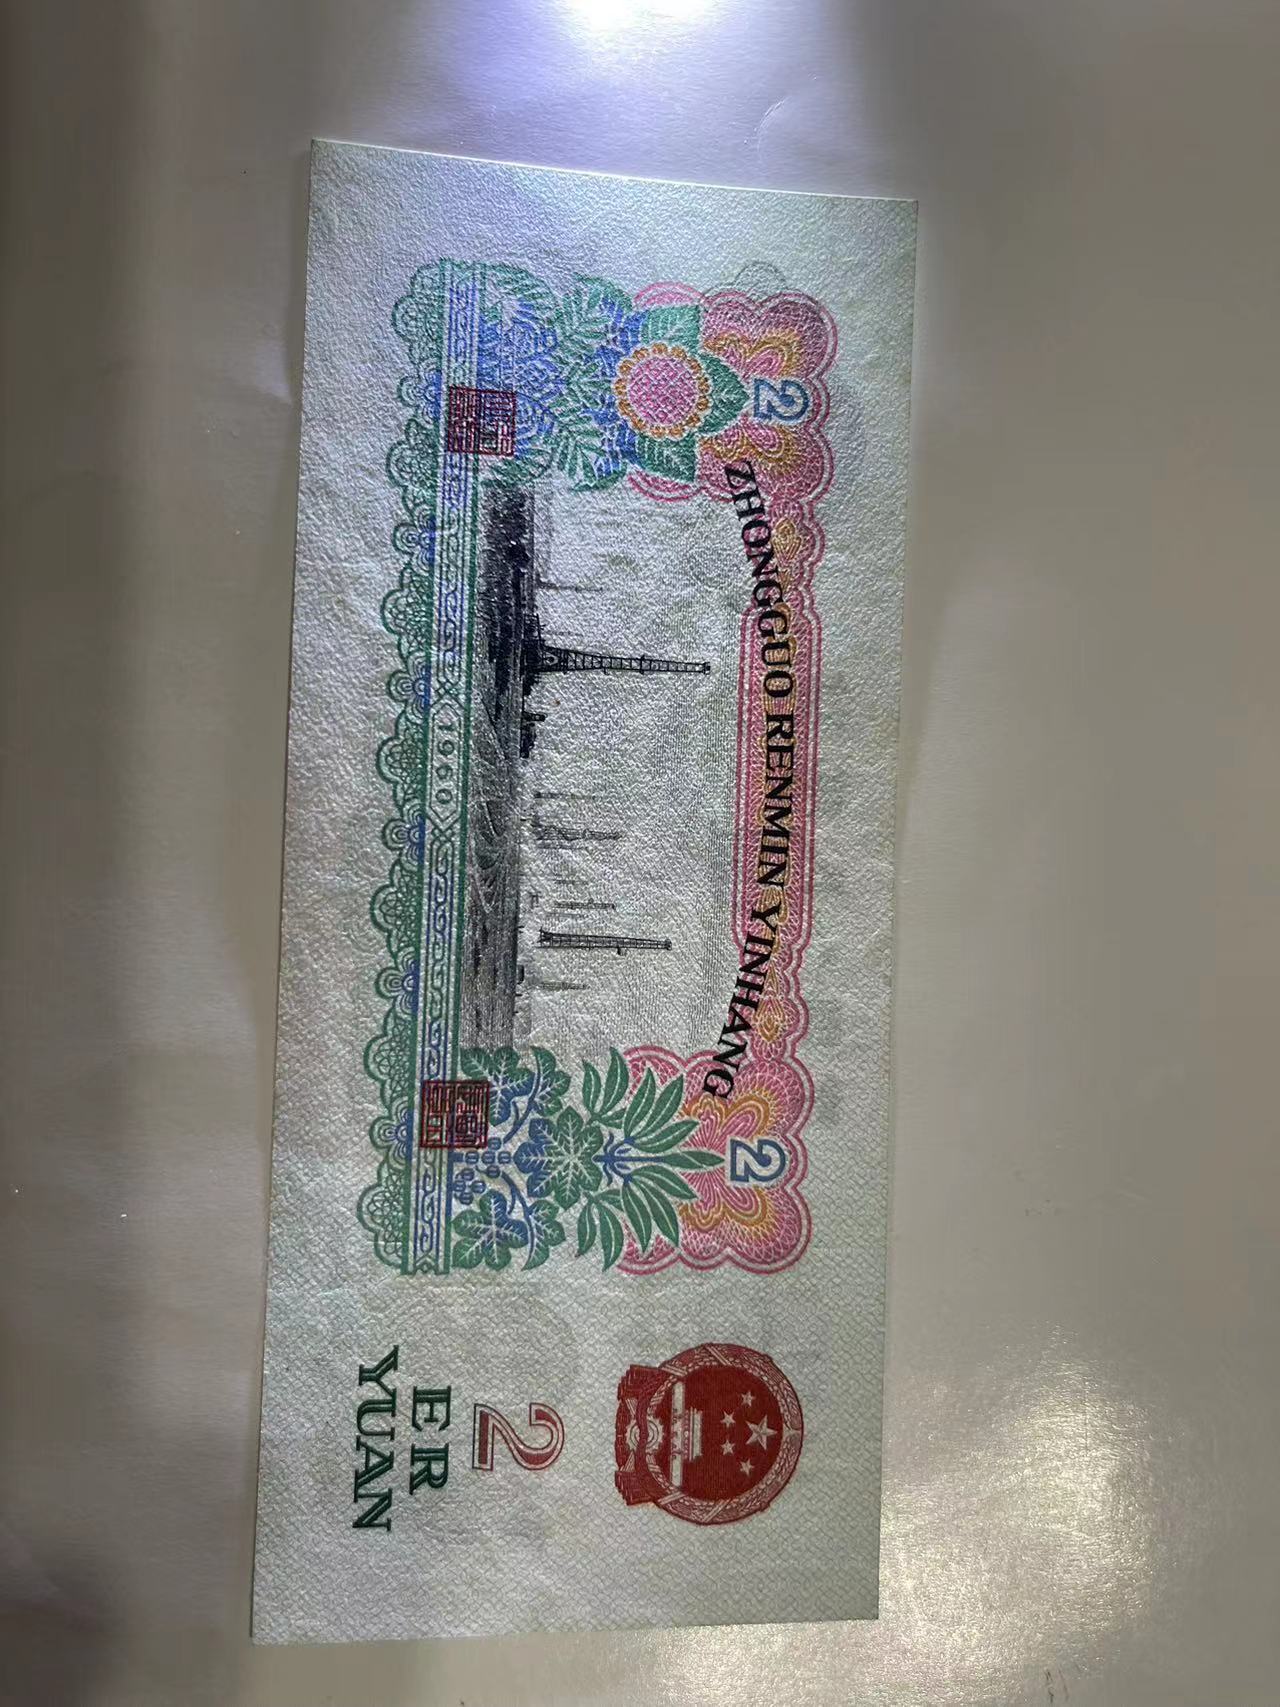 ZHONGGUO RENMIN YINHANG
2
2
1960
2
ER
YUAN